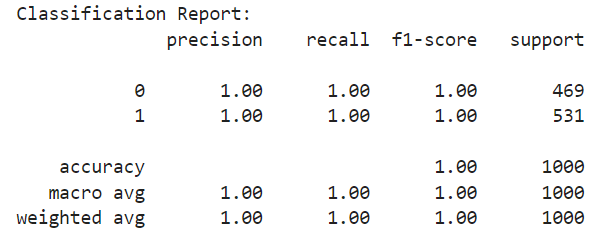 Classification Report:
precision recall f1-score support
0 1.00 1.00 1.00 469
1 1.00 1.00 1.00 531
accuracy 1.00 1000
macro avg 1.00 1.00 1.00 1000
weighted avg 1.00 1.00 1.00 1000